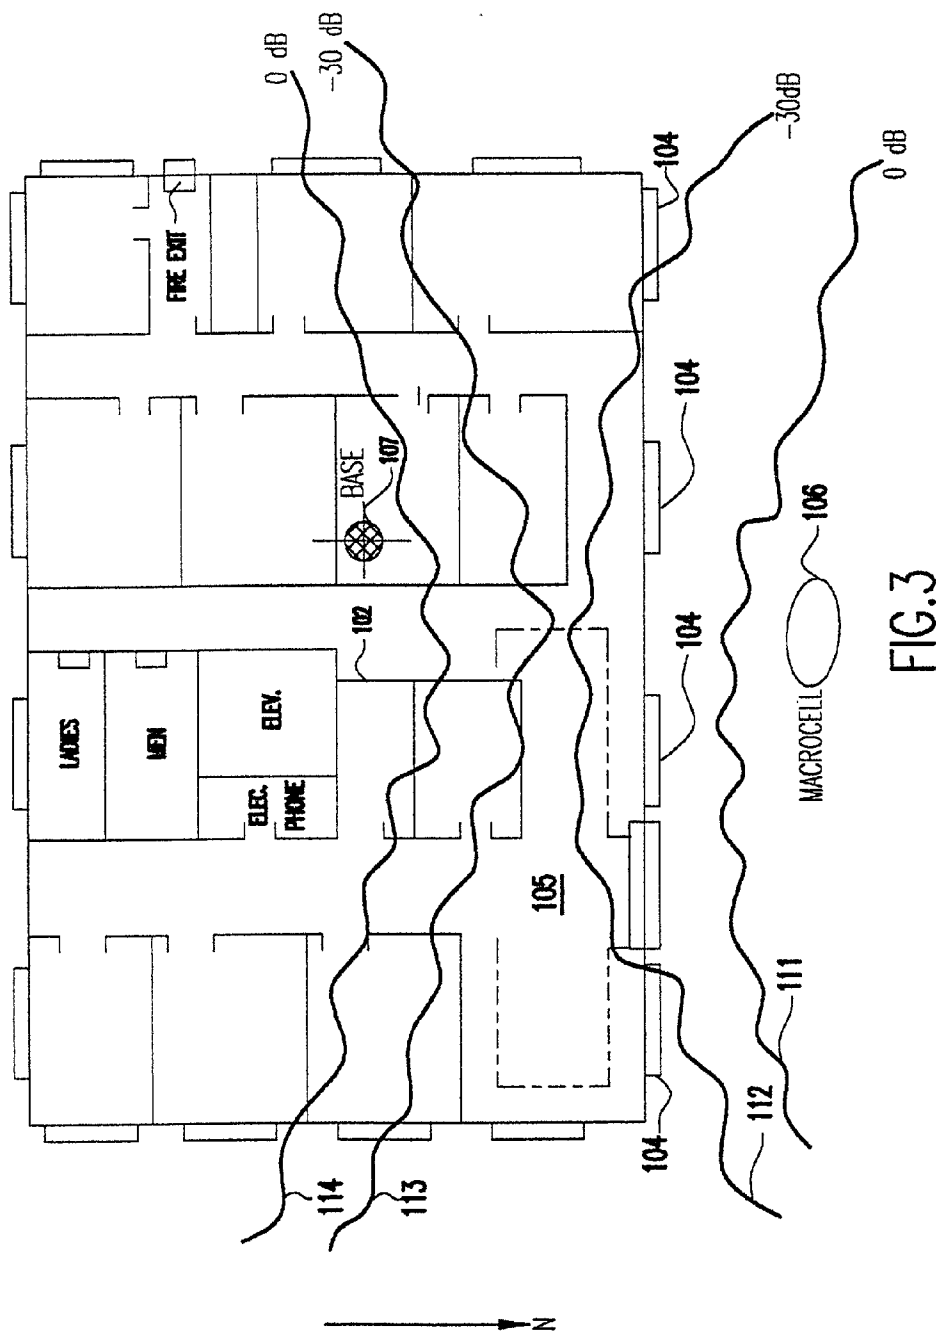 0 dB
-30 dB
-30dB
0 dB
104
FIRE EXIT
104
BASE
107
106
102
104
LADIES
MEN
ELEV.
ELEC.
PHONE
MACROCELL
105
111
112
104
114
113
N
FIG.3